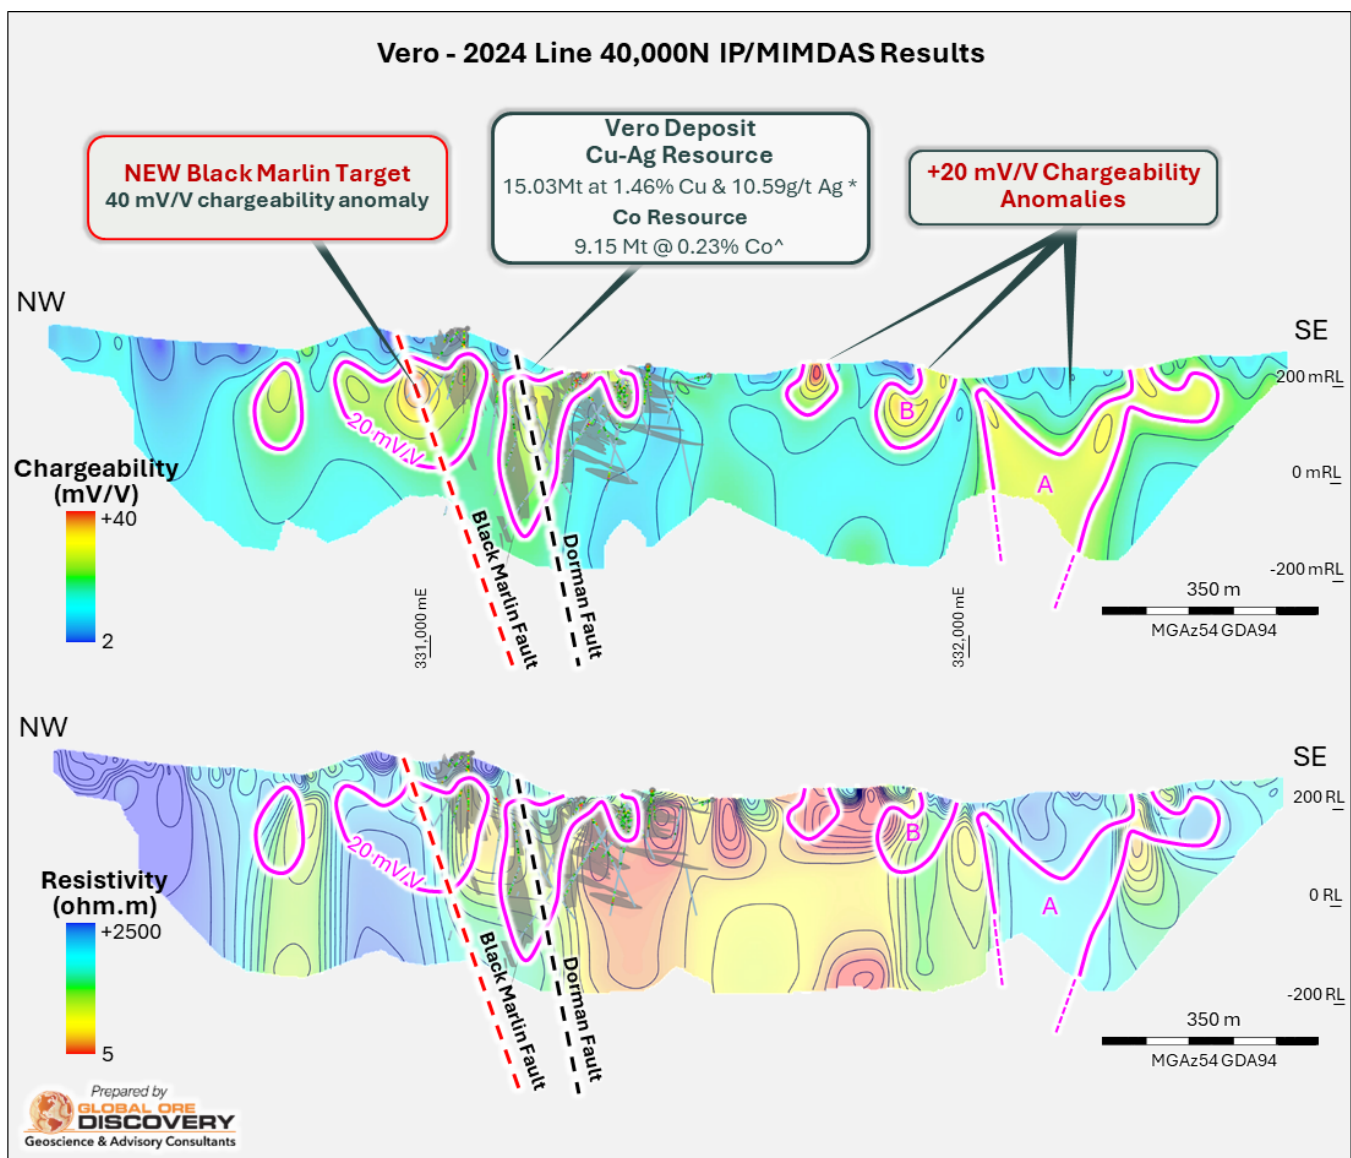 Vero - 2024 Line 40,000N IP/MIMDAS Results
NEW Black Marlin Target
40 mV/V chargeability anomaly
Vero Deposit
Cu-Ag Resource
15.03Mt at 1.46% Cu & 10.59g/t Ag *
Co Resource
9.15 Mt @ 0.23% Co^
+20 mV/V Chargeability
Anomalies
NW
SE
200 mRL
0 mRL
-200 mRL
20 mV/V
B
A
Chargeability
(mV/V)
+40
2
Black Marlin Fault
Dorman Fault
331,000 mE
332,000 mE
350 m
MGAz54 GDA94
NW
SE
200 RL
0 RL
-200 RL
20 mV/V
B
A
Resistivity
(ohm.m)
+2500
5
Black Marlin Fault
Dorman Fault
350 m
MGAz54 GDA94
Prepared by
GLOBAL ORE
DISCOVERY
Geoscience & Advisory Consultants